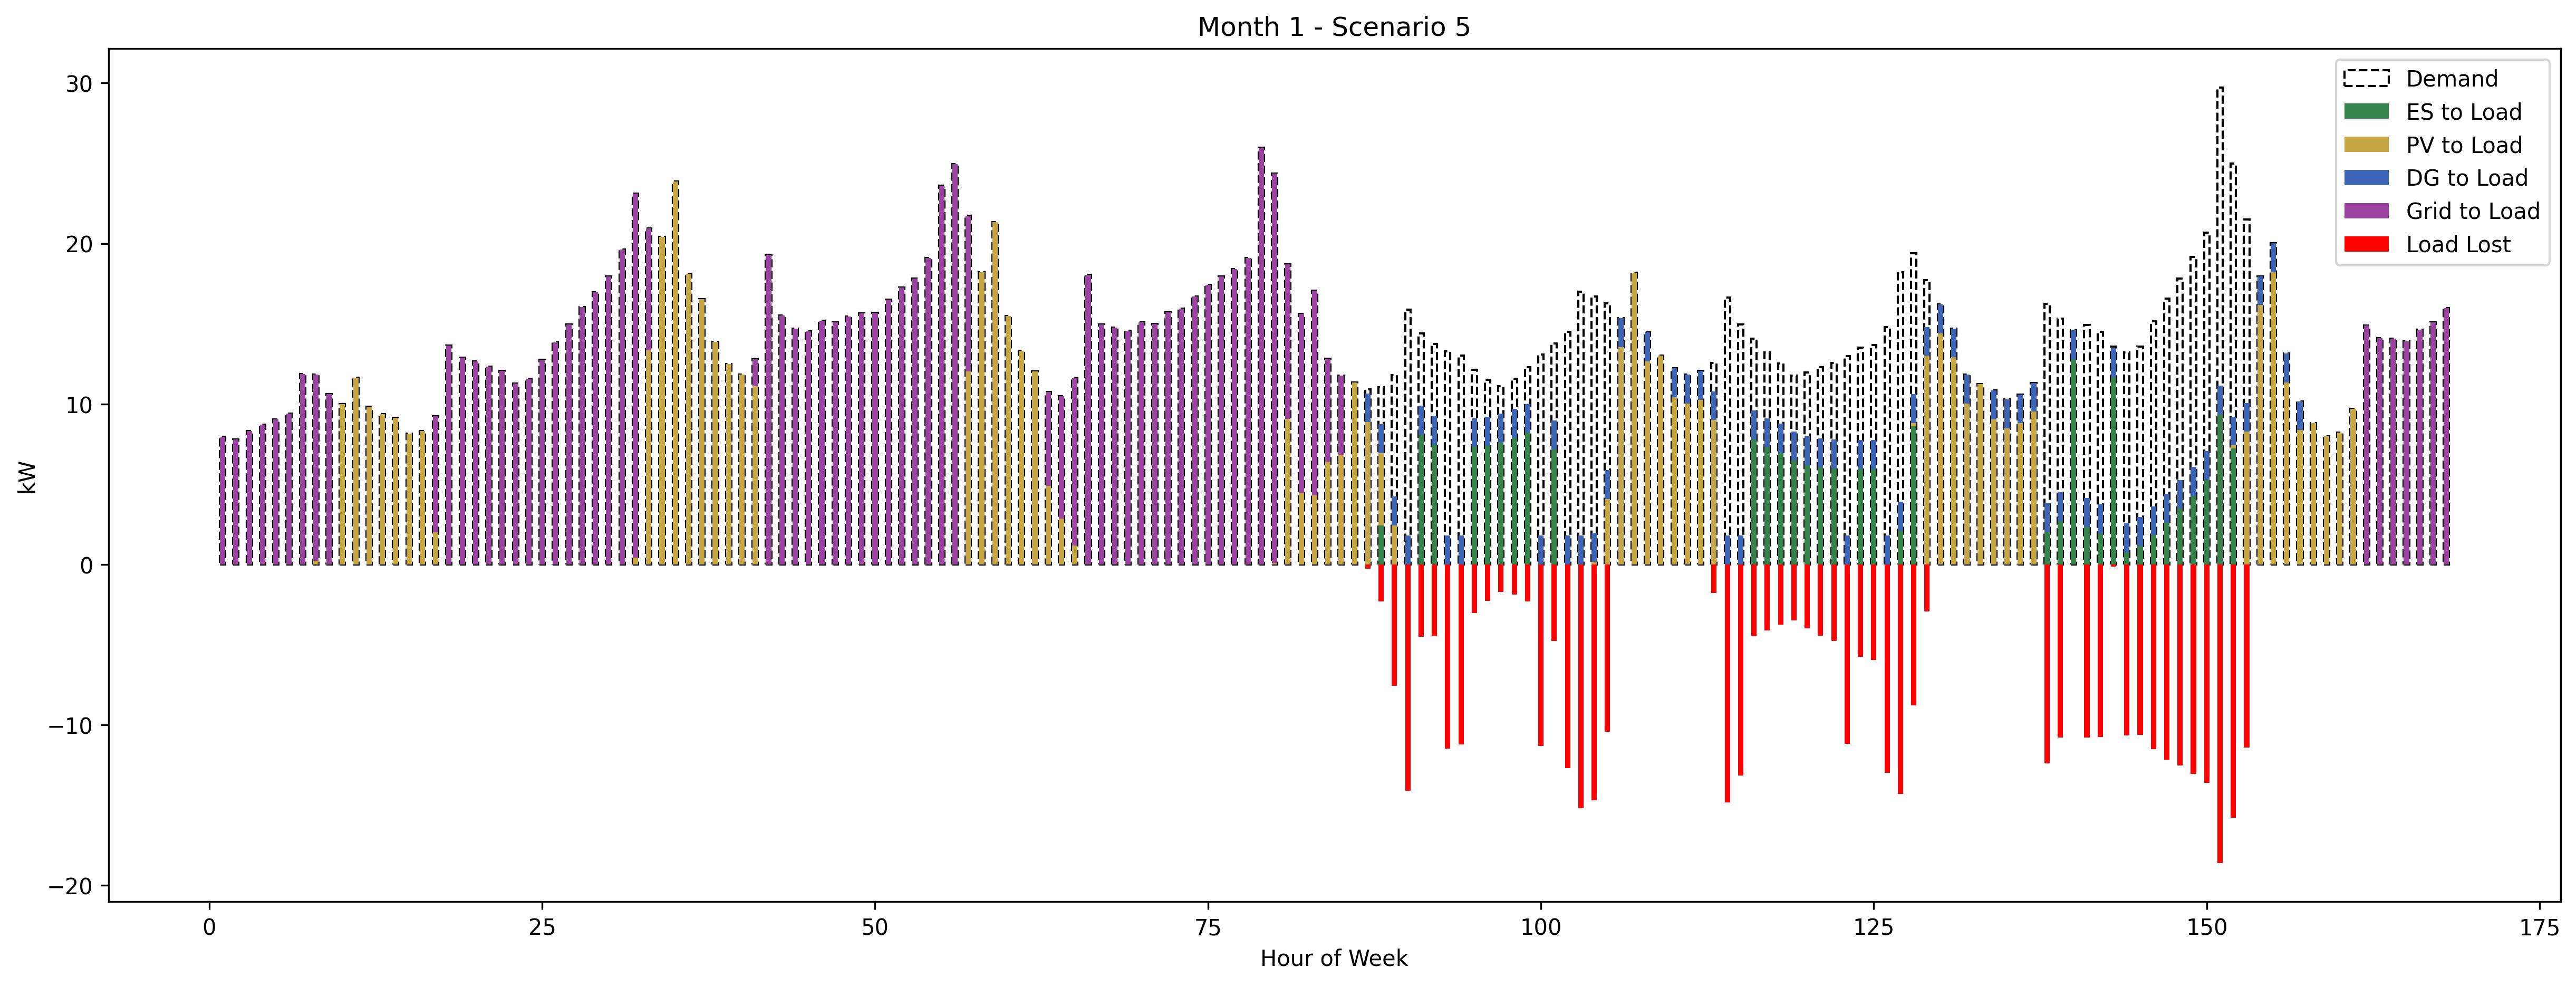 Month 1 - Scenario 5
30
20
10
0
−10
−20
kW
0
25
50
75
100
125
150
175
Hour of Week
Demand
ES to Load
PV to Load
DG to Load
Grid to Load
Load Lost